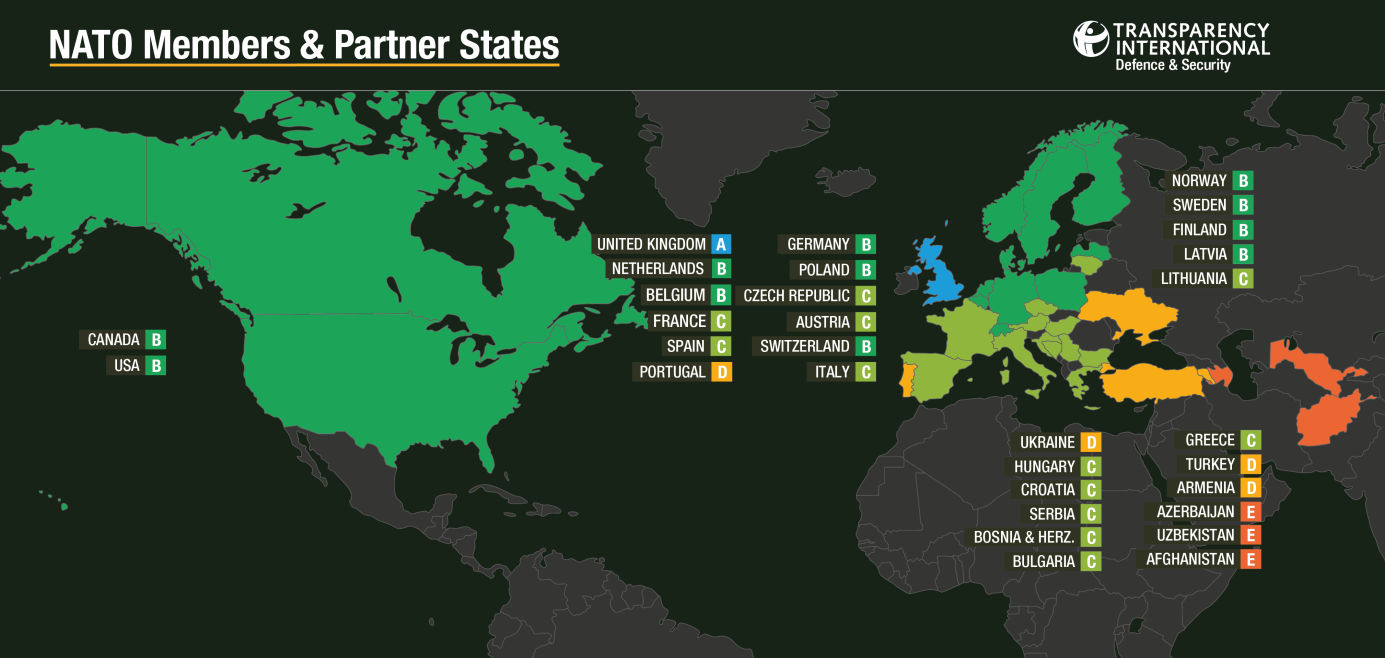 NATO Members & Partner States
TRANSPARENCY
INTERNATIONAL
Defence & Security
CANADA B
USA B
UNITED KINGDOM A
NETHERLANDS B
BELGIUM B
FRANCE C
SPAIN C
PORTUGAL D
GERMANY B
POLAND B
CZECH REPUBLIC C
AUSTRIA C
SWITZERLAND B
ITALY C
NORWAY B
SWEDEN B
FINLAND B
LATVIA B
LITHUANIA C
UKRAINE D
HUNGARY C
CROATIA C
SERBIA C
BOSNIA & HERZ. C
BULGARIA C
GREECE C
TURKEY D
ARMENIA D
AZERBAIJAN E
UZBEKISTAN E
AFGHANISTAN E